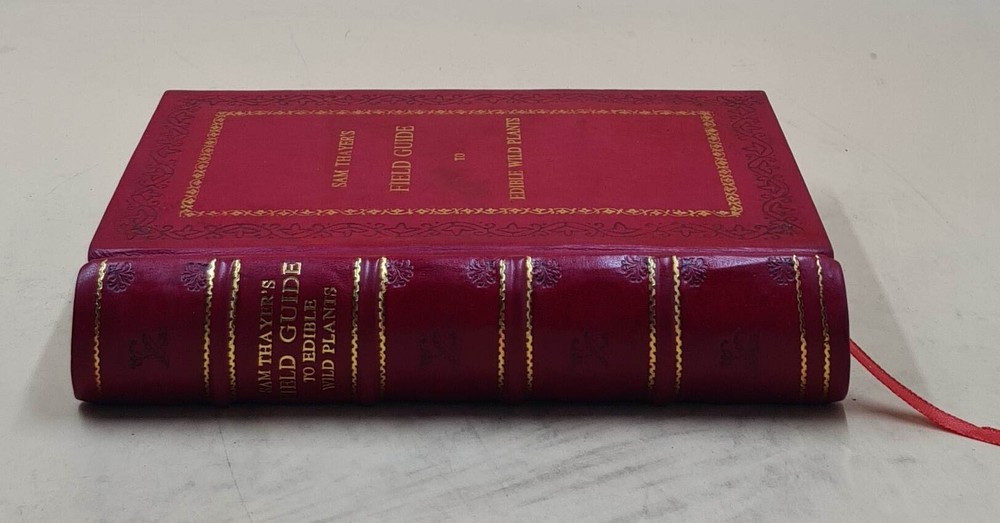 SAM THAYER'S
FIELD GUIDE
TO
EDIBLE WILD PLANTS
SAM THAYER'S
FIELD GUIDE
TO EDIBLE
WILD PLANTS